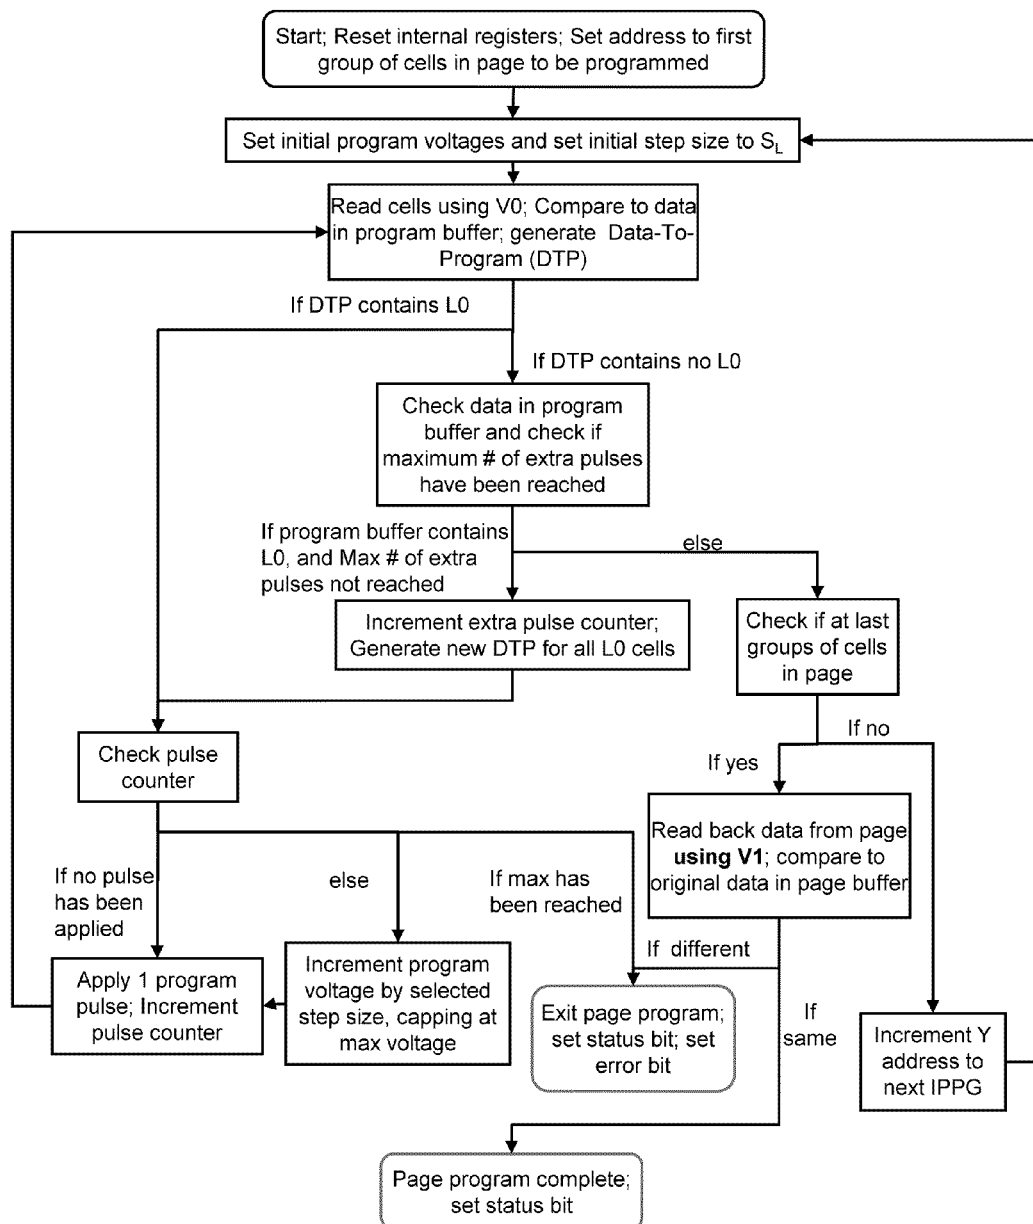 Start; Reset internal registers; Set address to first
group of cells in page to be programmed
Set initial program voltages and set initial step size to SL
Read cells using V0; Compare to data
in program buffer; generate Data-To-
Program (DTP)
If DTP contains L0
If DTP contains no L0
Check data in program
buffer and check if
maximum # of extra pulses
have been reached
If program buffer contains
L0, and Max # of extra
pulses not reached
else
Increment extra pulse counter;
Generate new DTP for all L0 cells
Check if at last
groups of cells
in page
Check pulse
counter
If yes
If no
Read back data from page
using V1; compare to
original data in page buffer
If no pulse
has been
applied
else
If max has
been reached
If different
Apply 1 program
pulse; Increment
pulse counter
Increment program
voltage by selected
step size, capping at
max voltage
Exit page program;
set status bit; set
error bit
If
same
Increment Y
address to
next IPPG
Page program complete;
set status bit